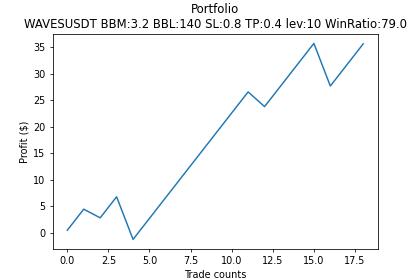 Portfolio
WAVESUSDT BBM:3.2 BBL:140 SL:0.8 TP:0.4 lev:10 WinRatio:79.0
35
30
25
20
15
10
5
0
Profit ($)
0.0 2.5 5.0 7.5 10.0 12.5 15.0 17.5
Trade counts